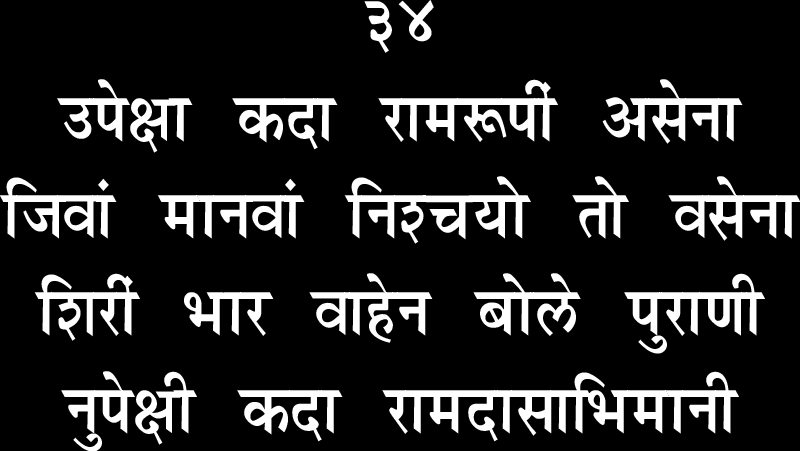 ३४
उपेक्षा कदा रामरूपीं असेना
जिवां मानवां निश्चयो तो वसेना
शिरीं भार वाहेन बोले पुराणी
नुपेक्षी कदा रामदासाभिमानी